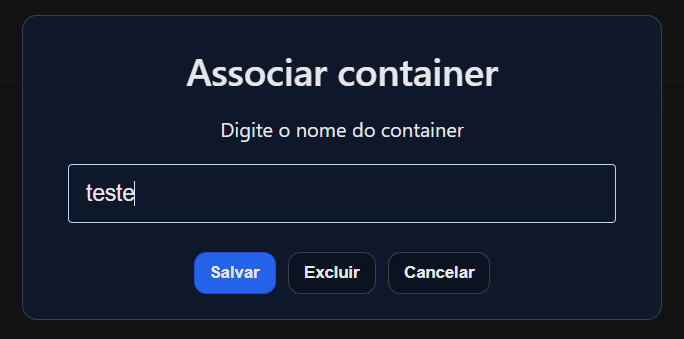 Associar container
Digite o nome do container
teste
Salvar Excluir Cancelar